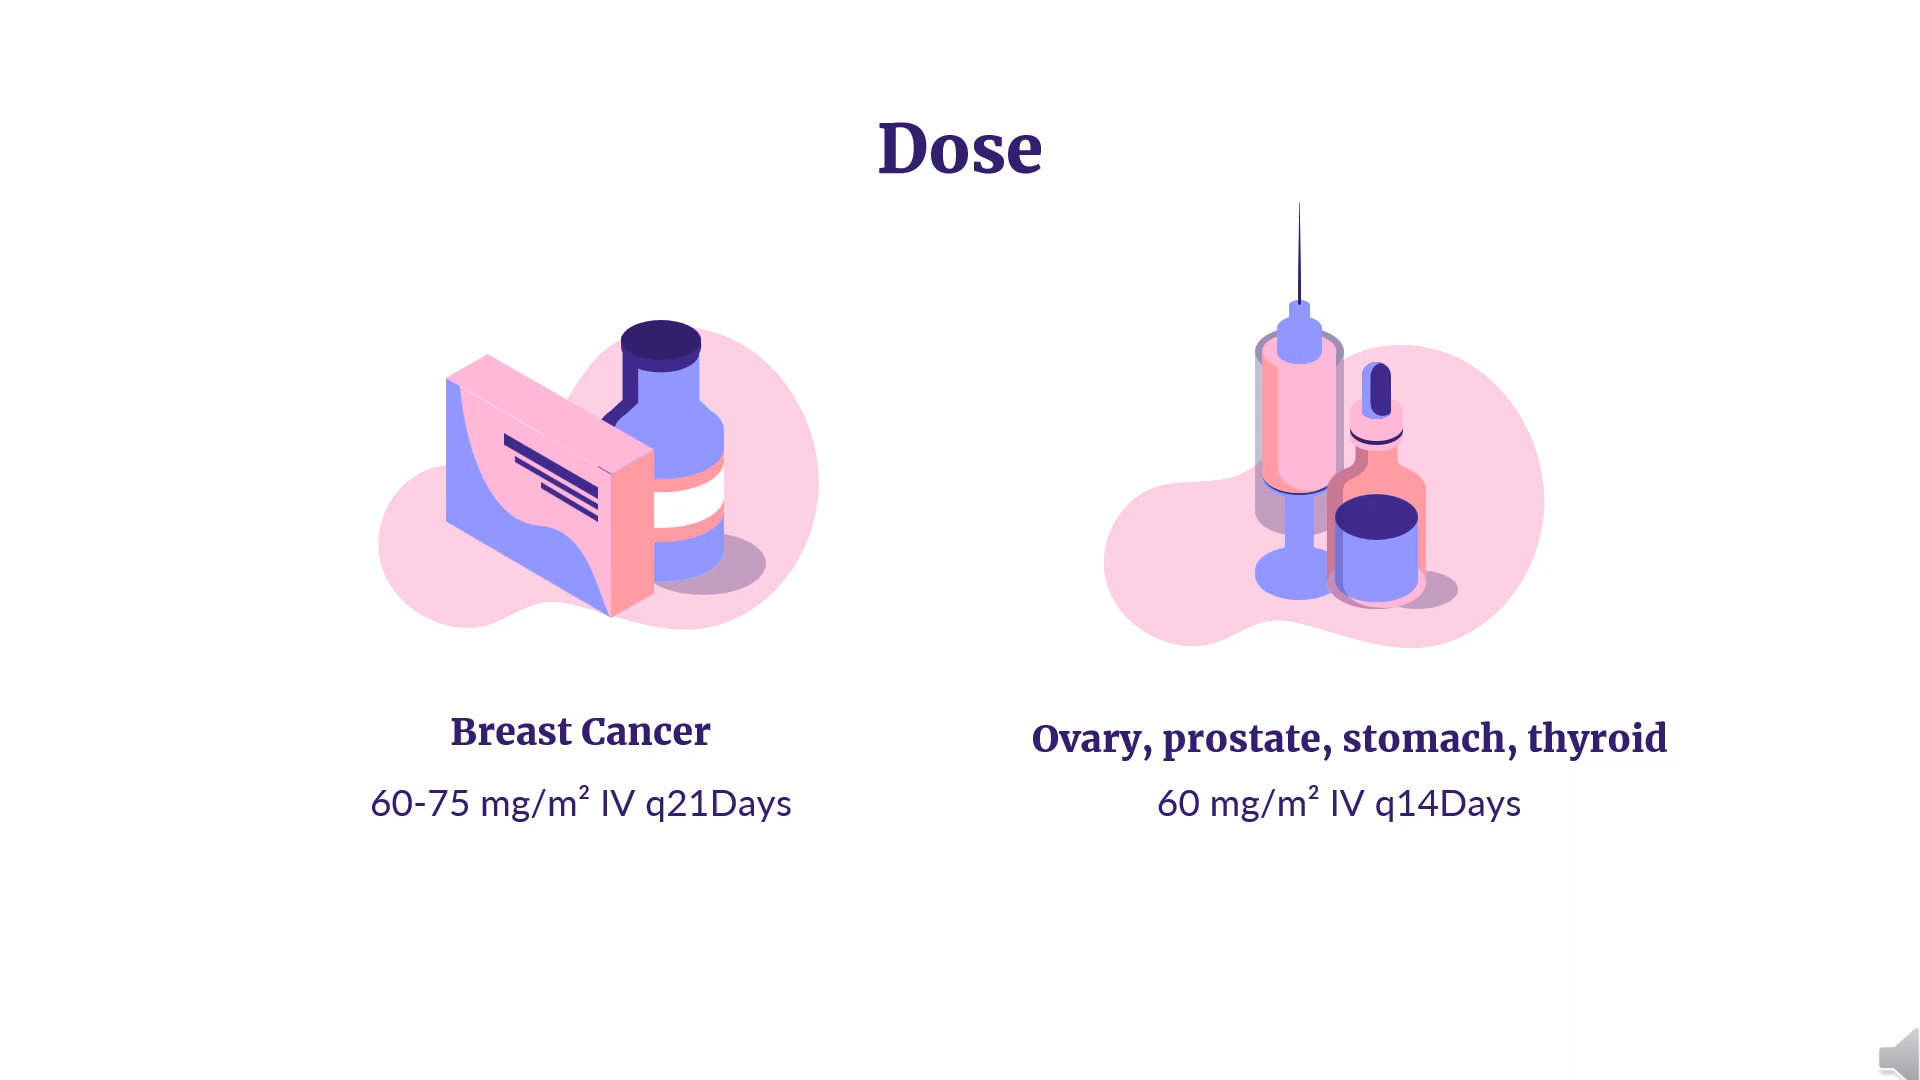 Dose
Breast Cancer
60-75 mg/m² IV q21Days
Ovary, prostate, stomach, thyroid
60 mg/m² IV q14Days